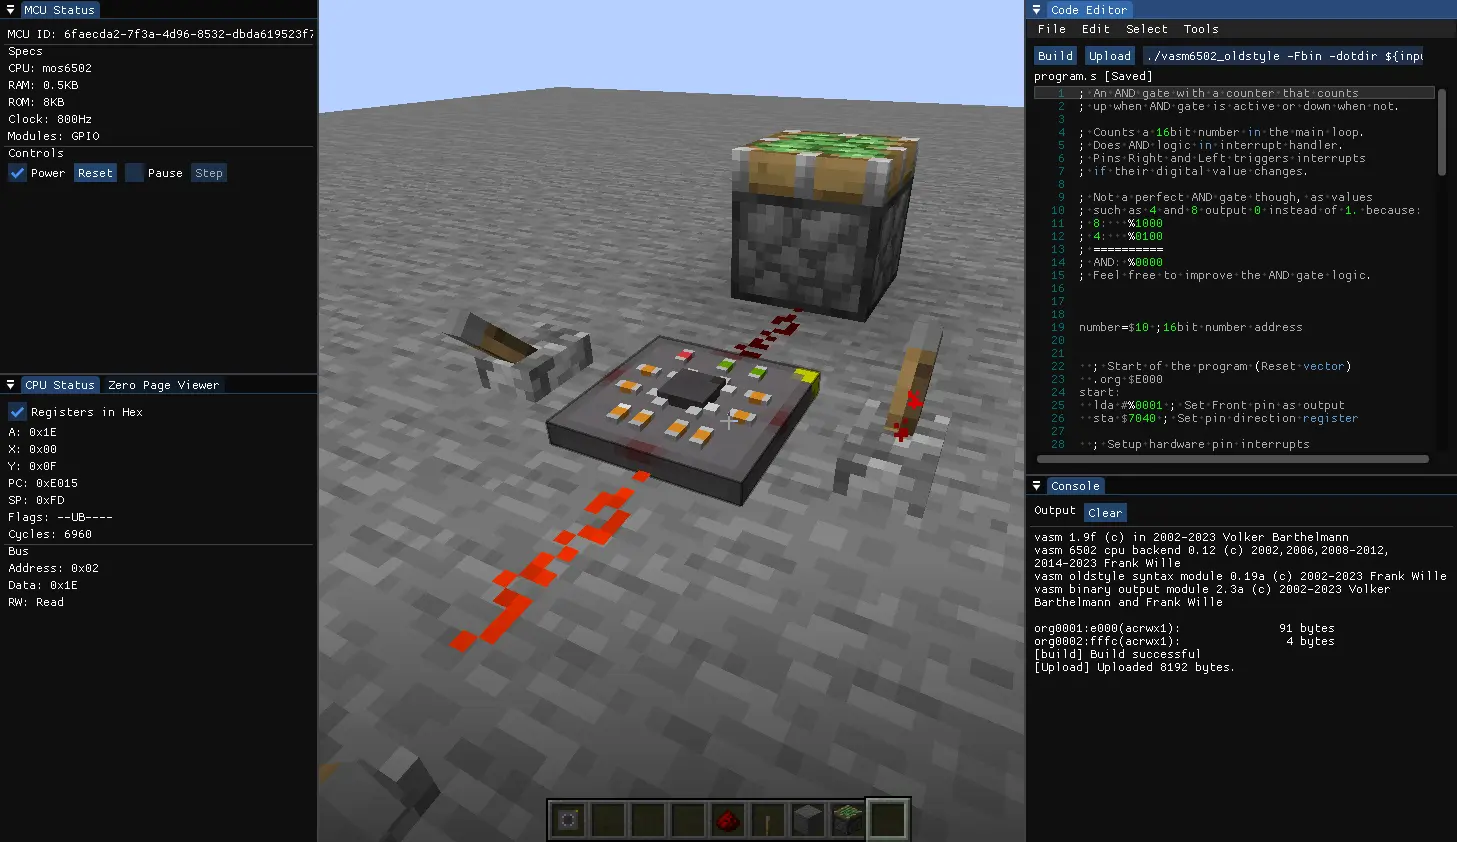 MCU Status
MCU ID: 6faecda2-7f3a-4d96-8532-dbda619523f7
Specs
CPU: mos6502
RAM: 0.5KB
ROM: 8KB
Clock: 800Hz
Modules: GPIO
Controls
Power Reset Pause Step
CPU Status Zero Page Viewer
Registers in Hex
A: 0x1E
X: 0x00
Y: 0x0F
PC: 0xE015
SP: 0xFD
Flags: --UB----
Cycles: 6960
Bus
Address: 0x02
Data: 0x1E
RW: Read
Code Editor
File Edit Select Tools
Build Upload ./vasm6502_oldstyle -Fbin -dotdir ${inpu
program.s [Saved]
1 ; An AND gate with a counter that counts
2 ; up when AND gate is active or down when not.
3
4 ; Counts a 16bit number in the main loop.
5 ; Does AND logic in interrupt handler.
6 ; Pins Right and Left triggers interrupts
7 ; if their digital value changes.
8
9 ; Not a perfect AND gate though, as values
10 ; such as 4 and 8 output 0 instead of 1. because:
11 ; 8: %1000
12 ; 4: %0100
13 ; ==========
14 ; AND: %0000
15 ; Feel free to improve the AND gate logic.
16
17
18
19 number=$10 ;16bit number address
20
21
22 ; Start of the program (Reset vector)
23 .org $E000
24 start:
25 lda #%0001 ; Set Front pin as output
26 sta $7040 ; Set pin direction register
27
28 ; Setup hardware pin interrupts
Console
Output Clear
vasm 1.9f (c) in 2002-2023 Volker Barthelmann
vasm 6502 cpu backend 0.12 (c) 2002,2006,2008-2012,
2014-2023 Frank Wille
vasm oldstyle syntax module 0.19a (c) 2002-2023 Frank Wille
vasm binary output module 2.3a (c) 2002-2023 Volker
Barthelmann and Frank Wille
org0001:e000(acrwx1): 91 bytes
org0002:fffc(acrwx1): 4 bytes
[build] Build successful
[Upload] Uploaded 8192 bytes.